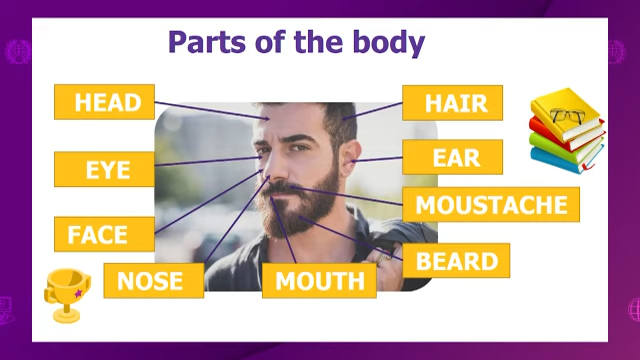 Parts of the body
HEAD
HAIR
EYE
EAR
MOUSTACHE
FACE
BEARD
NOSE
MOUTH